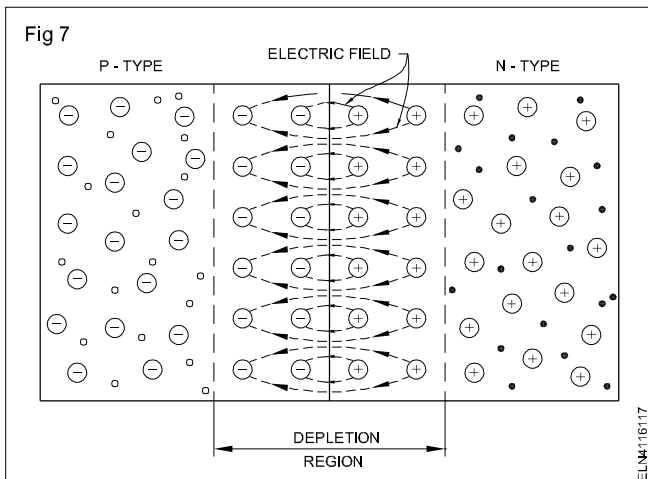 Fig 7
ELECTRIC FIELD
P - TYPE
N - TYPE
DEPLETION
REGION
ELN4116117